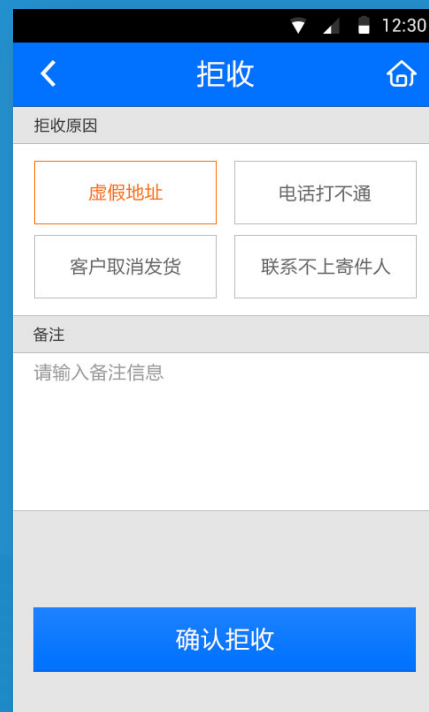 12:30
拒收
拒收原因
虚假地址 电话打不通
客户取消发货 联系不上寄件人
备注
请输入备注信息
确认拒收